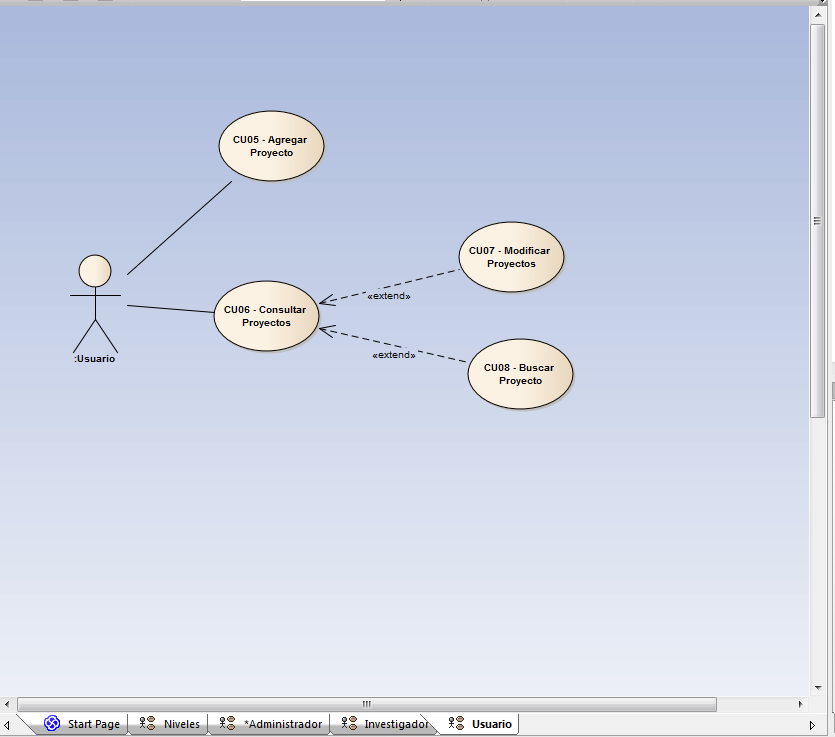 CU05 - Agregar
Proyecto
CU07 - Modificar
Proyectos
«extend»
CU06 - Consultar
Proyectos
:Usuario
«extend»
CU08 - Buscar
Proyecto
Start Page
Niveles
*Administrador
Investigador
Usuario